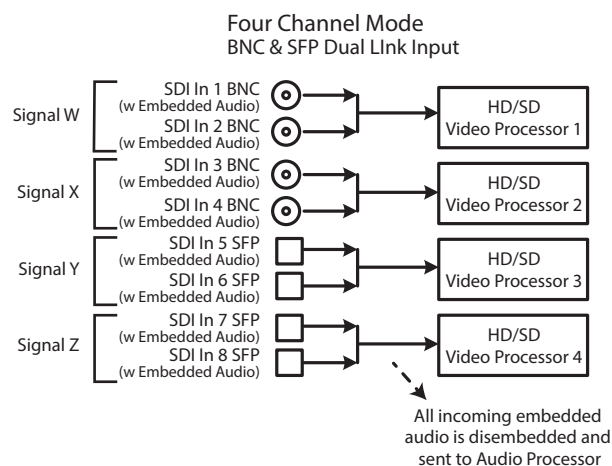 Four Channel Mode
BNC & SFP Dual LInk Input
Signal W
SDI In 1 BNC
(w Embedded Audio)
SDI In 2 BNC
(w Embedded Audio)
HD/SD
Video Processor 1
Signal X
SDI In 3 BNC
(w Embedded Audio)
SDI In 4 BNC
(w Embedded Audio)
HD/SD
Video Processor 2
Signal Y
SDI In 5 SFP
(w Embedded Audio)
SDI In 6 SFP
(w Embedded Audio)
HD/SD
Video Processor 3
Signal Z
SDI In 7 SFP
(w Embedded Audio)
SDI In 8 SFP
(w Embedded Audio)
HD/SD
Video Processor 4
All incoming embedded
audio is disembedded and
sent to Audio Processor